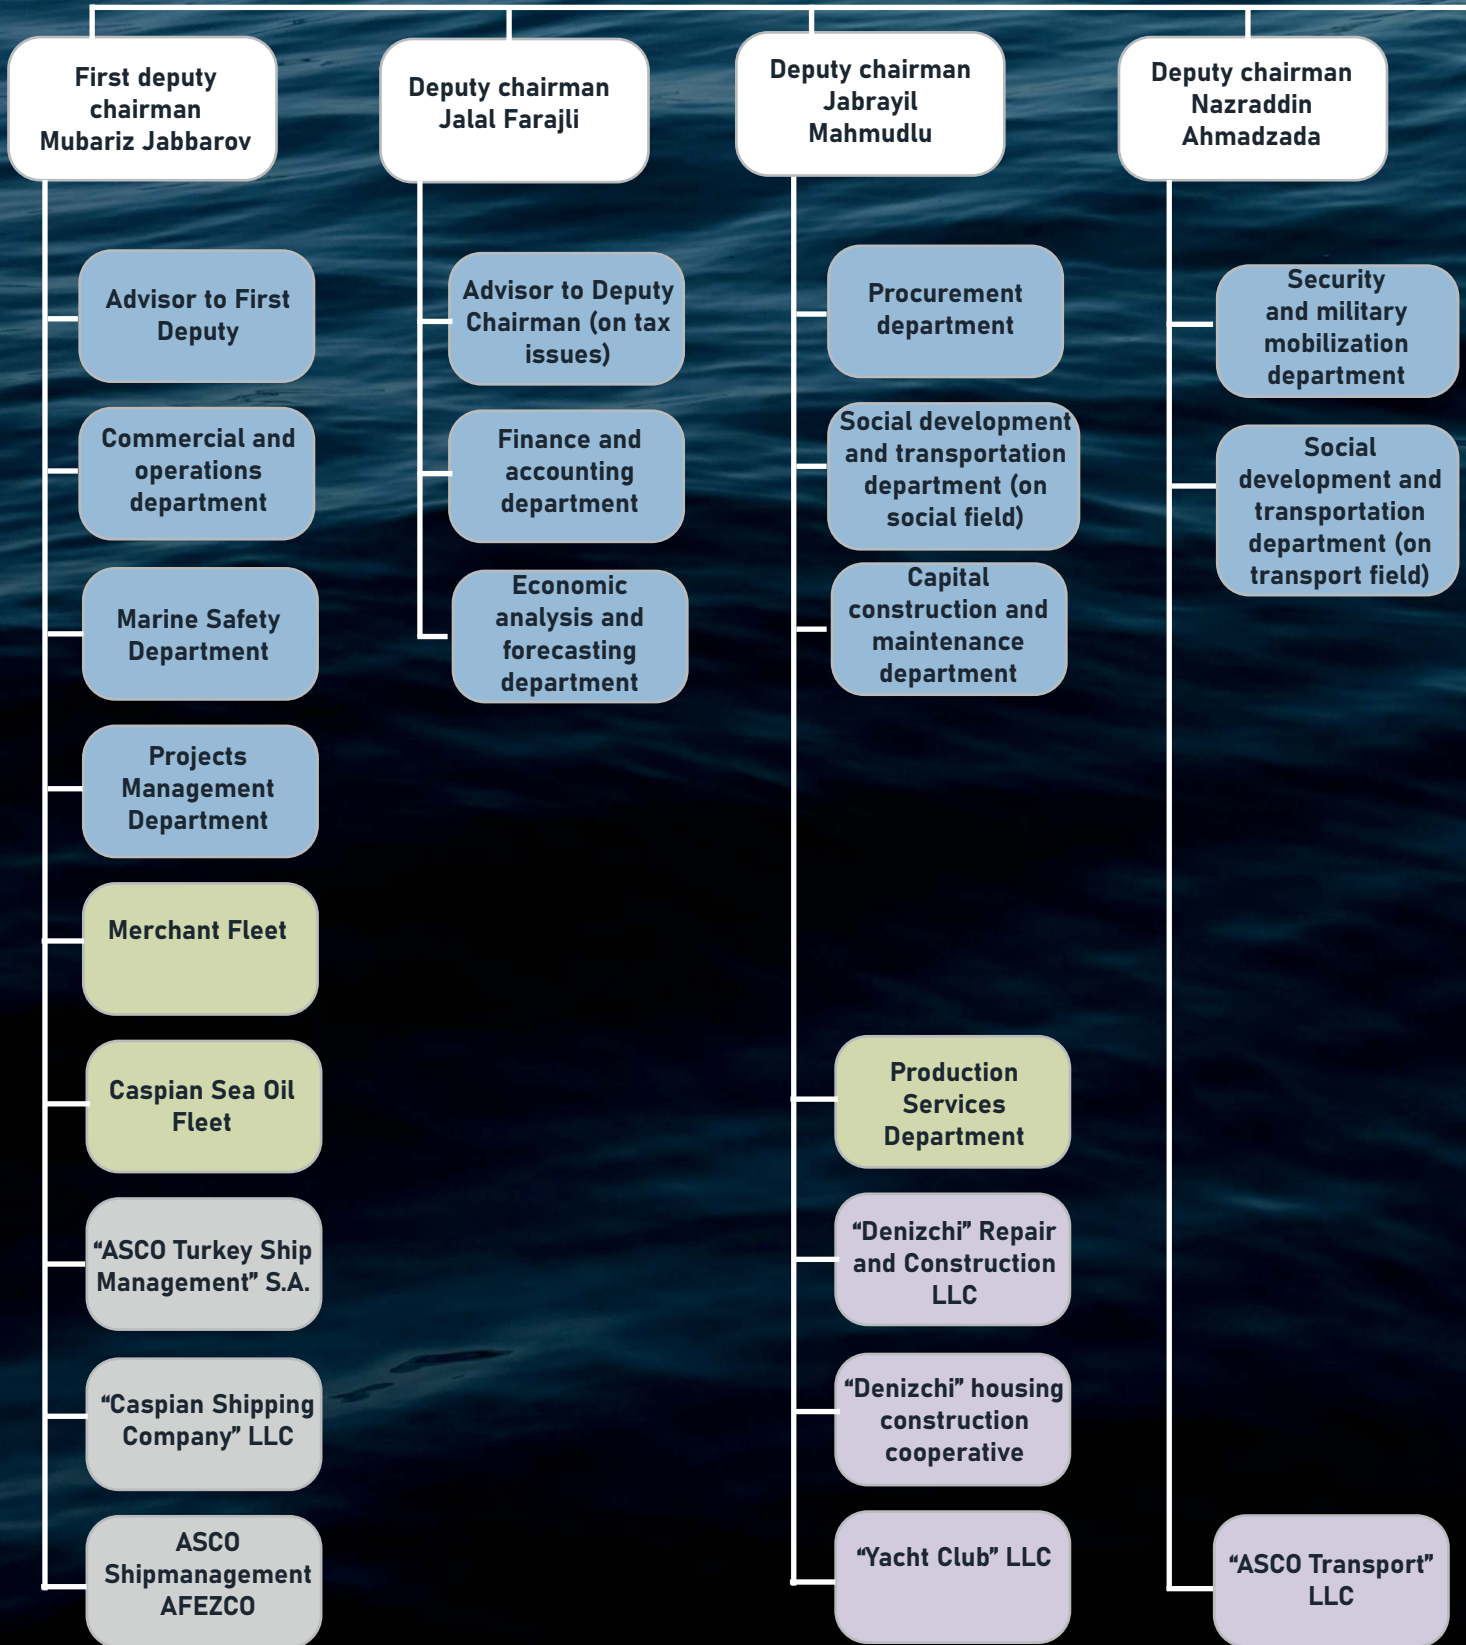 First deputy
chairman
Mubariz Jabbarov
Advisor to First
Deputy
Commercial and
operations
department
Marine Safety
Department
Projects
Management
Department
Merchant Fleet
Caspian Sea Oil
Fleet
“ASCO Turkey Ship
Management” S.A.
“Caspian Shipping
Company” LLC
ASCO
Shipmanagement
AFEZCO
Deputy chairman
Jalal Farajli
Advisor to Deputy
Chairman (on tax
issues)
Finance and
accounting
department
Economic
analysis and
forecasting
department
Deputy chairman
Jabrayil
Mahmudlu
Procurement
department
Social development
and transportation
department (on
social field)
Capital
construction and
maintenance
department
Production
Services
Department
“Denizchi” Repair
and Construction
LLC
“Denizchi” housing
construction
cooperative
“Yacht Club” LLC
Deputy chairman
Nazraddin
Ahmadzada
Security
and military
mobilization
department
Social
development and
transportation
department (on
transport field)
“ASCO Transport”
LLC